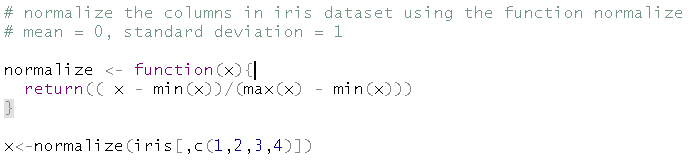 # normalize the columns in iris dataset using the function normalize
# mean = 0, standard deviation = 1
normalize <- function(x){
return(( x - min(x))/(max(x) - min(x)))
}
x<-normalize(iris[,c(1,2,3,4)])